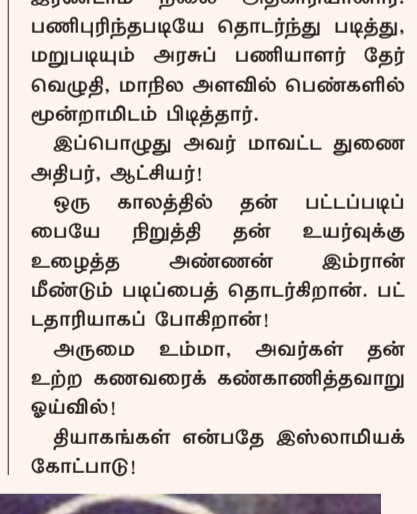 இரண்டாம் நிலை அதிகாரியானார்.
பணிபுரிந்தபடியே தொடர்ந்து படித்து,
மறுபடியும் அரசுப் பணியாளர் தேர்
வெழுதி, மாநில அளவில் பெண்களில்
மூன்றாமிடம் பிடித்தார்.
இப்பொழுது அவர் மாவட்ட துணை
அதிபர், ஆட்சியர்!
ஒரு காலத்தில் தன் பட்டப்படிப்
பையே நிறுத்தி தன் உயர்வுக்கு
உழைத்த அண்ணன் இம்ரான்
மீண்டும் படிப்பைத் தொடர்கிறான். பட்
டதாரியாகப் போகிறான்!
அருமை உம்மா, அவர்கள் தன்
உற்ற கணவரைக் கண்காணித்தவாறு
ஓய்வில்!
தியாகங்கள் என்பதே இஸ்லாமியக்
கோட்பாடு!